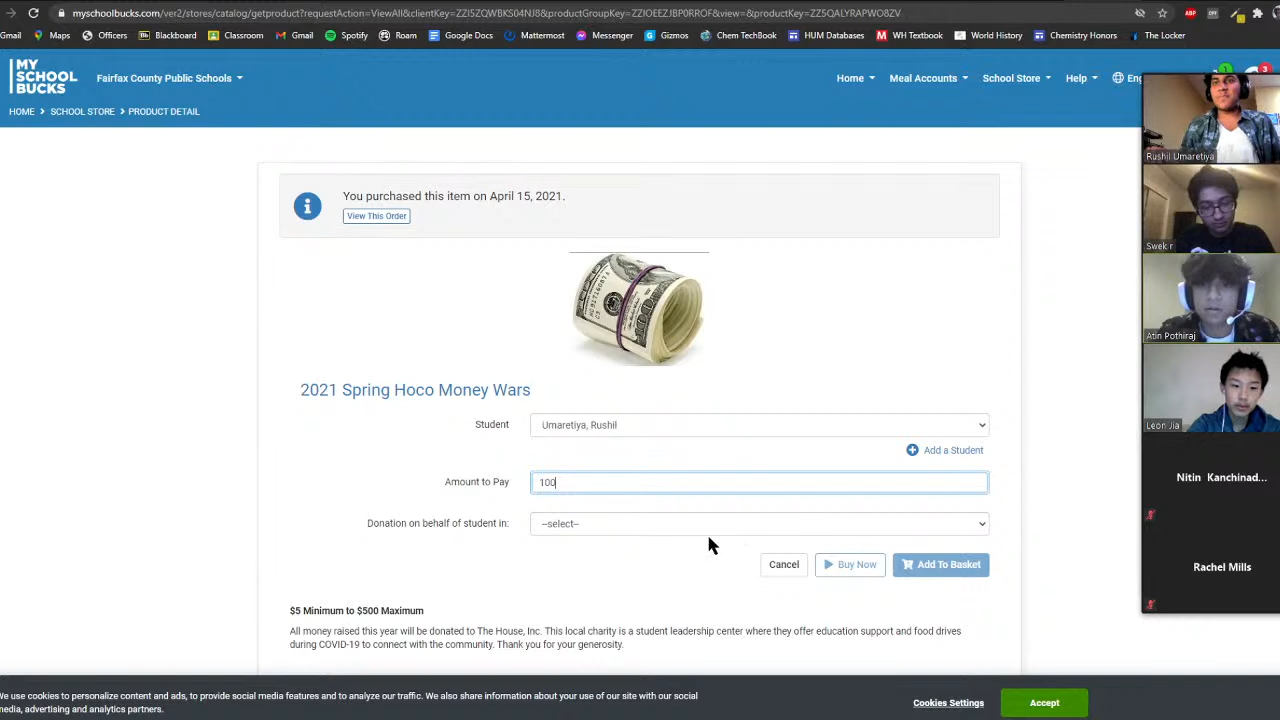 myschoolbucks.com/ver2/stores/catalog/getproduct?requestAction=ViewAll&clientKey=ZZI5ZQWBKS04NJ8&productGroupKey=ZZIOEEZJBP0RROF&view=&productKey=ZZ5QALYRAPWO8ZV
ABP
OFF
Gmail Maps Officers Blackboard Classroom Gmail Spotify Roam Google Docs Mattermost Messenger Gizmos Chem TechBook HUM Databases WH Textbook World History Chemistry Honors The Locker
MY
SCHOOL
BUCKS
Fairfax County Public Schools
Home Meal Accounts School Store Help Eng
1 3
HOME > SCHOOL STORE > PRODUCT DETAIL
You purchased this item on April 15, 2021.
View This Order
2021 Spring Hoco Money Wars
Student
Umaretiya, Rushil
Add a Student
Amount to Pay
100
Donation on behalf of student in:
--select--
Cancel Buy Now Add To Basket
$5 Minimum to $500 Maximum
All money raised this year will be donated to The House, Inc. This local charity is a student leadership center where they offer education support and food drives
during COVID-19 to connect with the community. Thank you for your generosity.
We use cookies to personalize content and ads, to provide social media features and to analyze our traffic. We also share information about your use of our site with our social
media, advertising and analytics partners.
Cookies Settings
Accept
Rushil Umaretiya
Swek r
Atin Pothiraj
Leon Jia
Nitin Kanchinad...
Rachel Mills